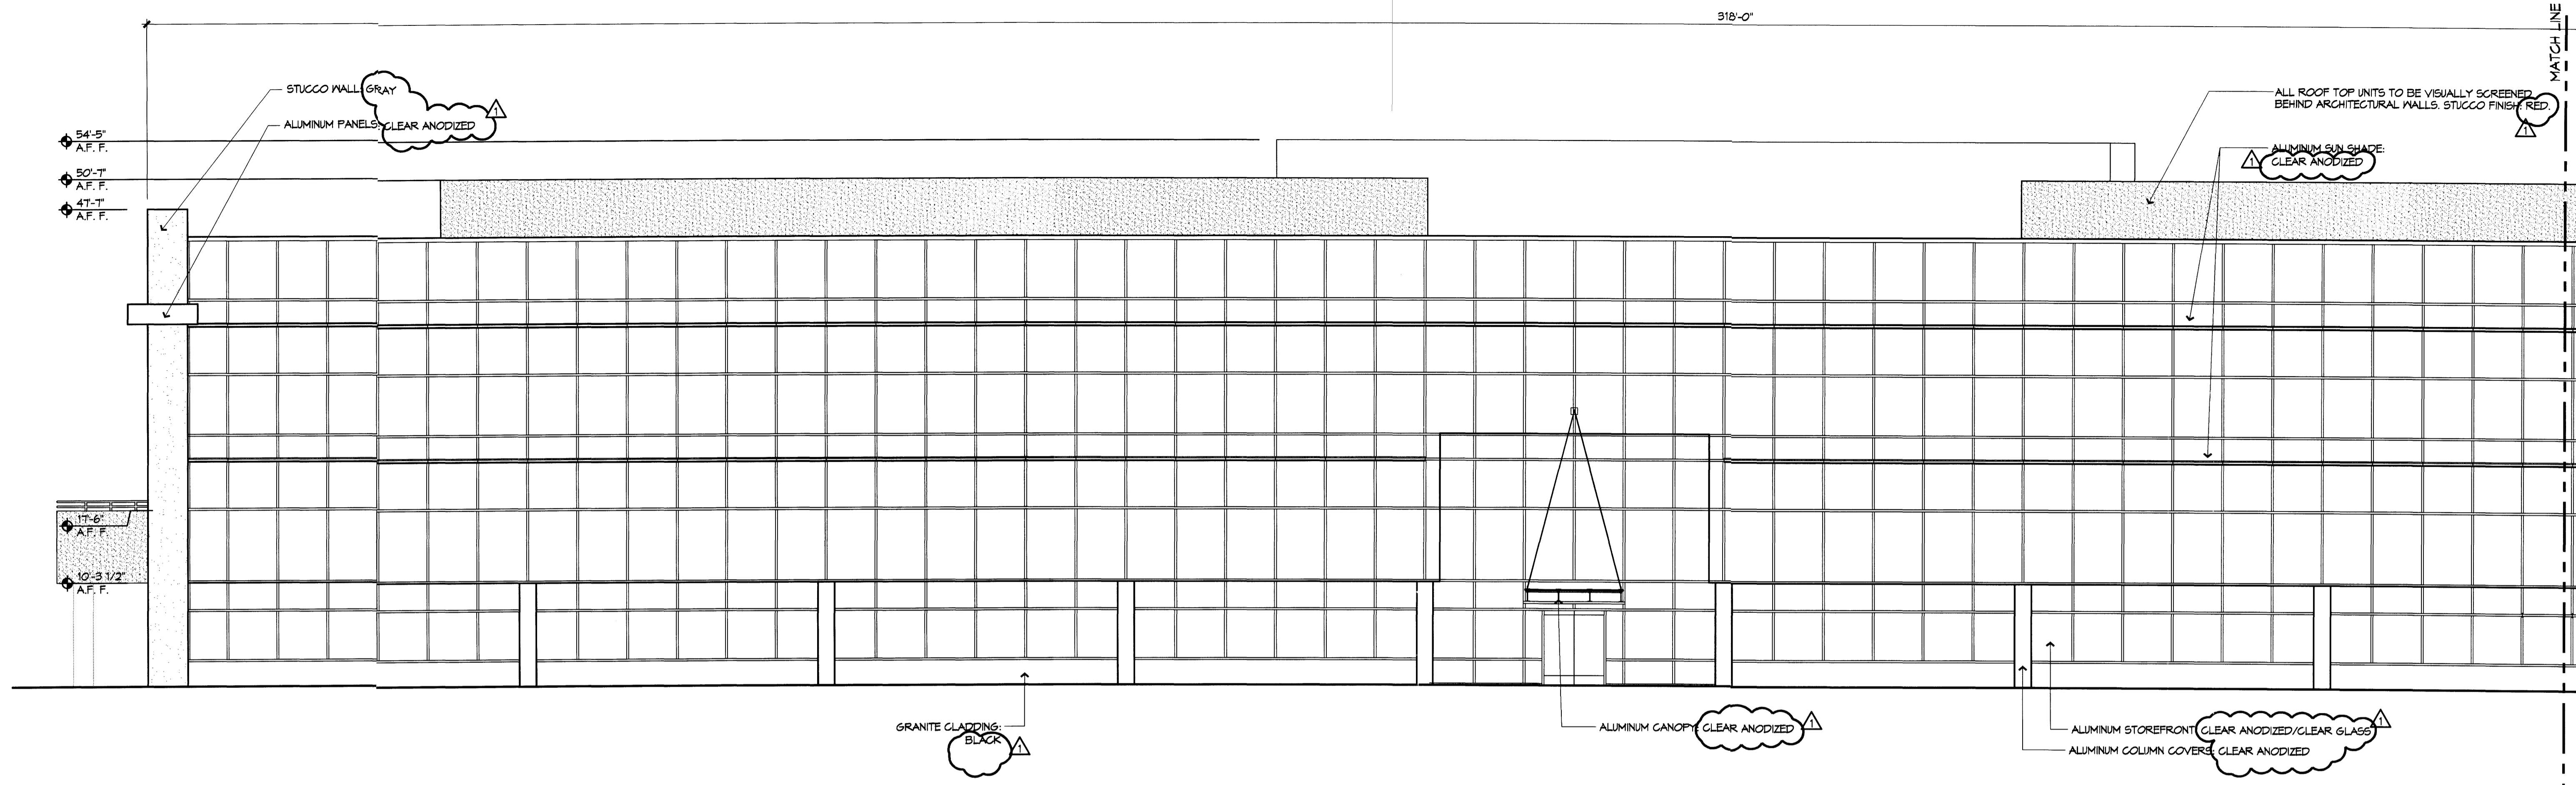 318'-0"
MATCH LINE
STUCCO WALL: GRAY
1
ALUMINUM PANELS: CLEAR ANODIZED
ALL ROOF TOP UNITS TO BE VISUALLY SCREENED
BEHIND ARCHITECTURAL WALLS. STUCCO FINISH: RED.
1
54'-5"
A.F. F.
ALUMINUM SUN SHADE:
1 CLEAR ANODIZED
50'-7"
A.F. F.
47'-7"
A.F. F.
17'-6"
A.F. F.
10'-3 1/2"
A.F. F.
GRANITE CLADDING:
BLACK 1
ALUMINUM CANOPY: CLEAR ANODIZED 1
ALUMINUM STOREFRONT: CLEAR ANODIZED/CLEAR GLASS 1
ALUMINUM COLUMN COVERS: CLEAR ANODIZED